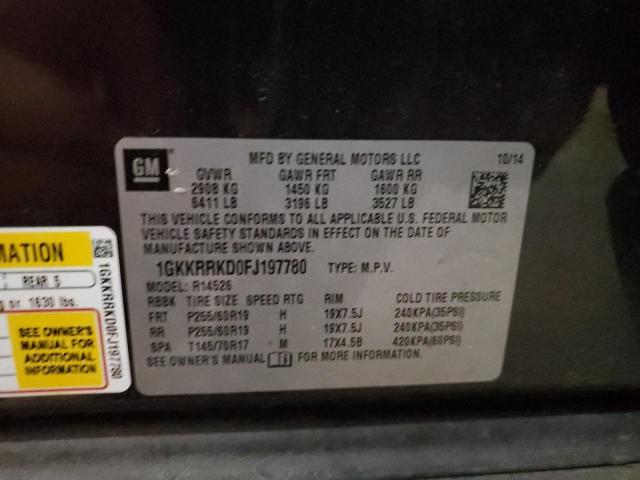 GM
MFD BY GENERAL MOTORS LLC 10/14
GVWR GAWR FRT GAWR RR
2908 KG 1450 KG 1600 KG
6411 LB 3196 LB 3527 LB
THIS VEHICLE CONFORMS TO ALL APPLICABLE U.S. FEDERAL MOTOR
VEHICLE SAFETY STANDARDS IN EFFECT ON THE DATE OF
MANUFACTURE SHOWN ABOVE.
1GKKRRKD0FJ197780 TYPE: M.P.V.
MODEL: R14526
RBBK TIRE SIZE SPEED RTG RIM COLD TIRE PRESSURE
FRT P255/60R19 H 19X7.5J 240KPA(35PSI)
RR P255/60R19 H 19X7.5J 240KPA(35PSI)
SPA T145/70R17 M 17X4.5B 420KPA(60PSI)
SEE OWNER'S MANUAL FOR MORE INFORMATION.
MATION
REAR 5
or 1630 lbs.
SEE OWNER'S
MANUAL FOR
ADDITIONAL
INFORMATION
1GKKRRKD0FJ197780